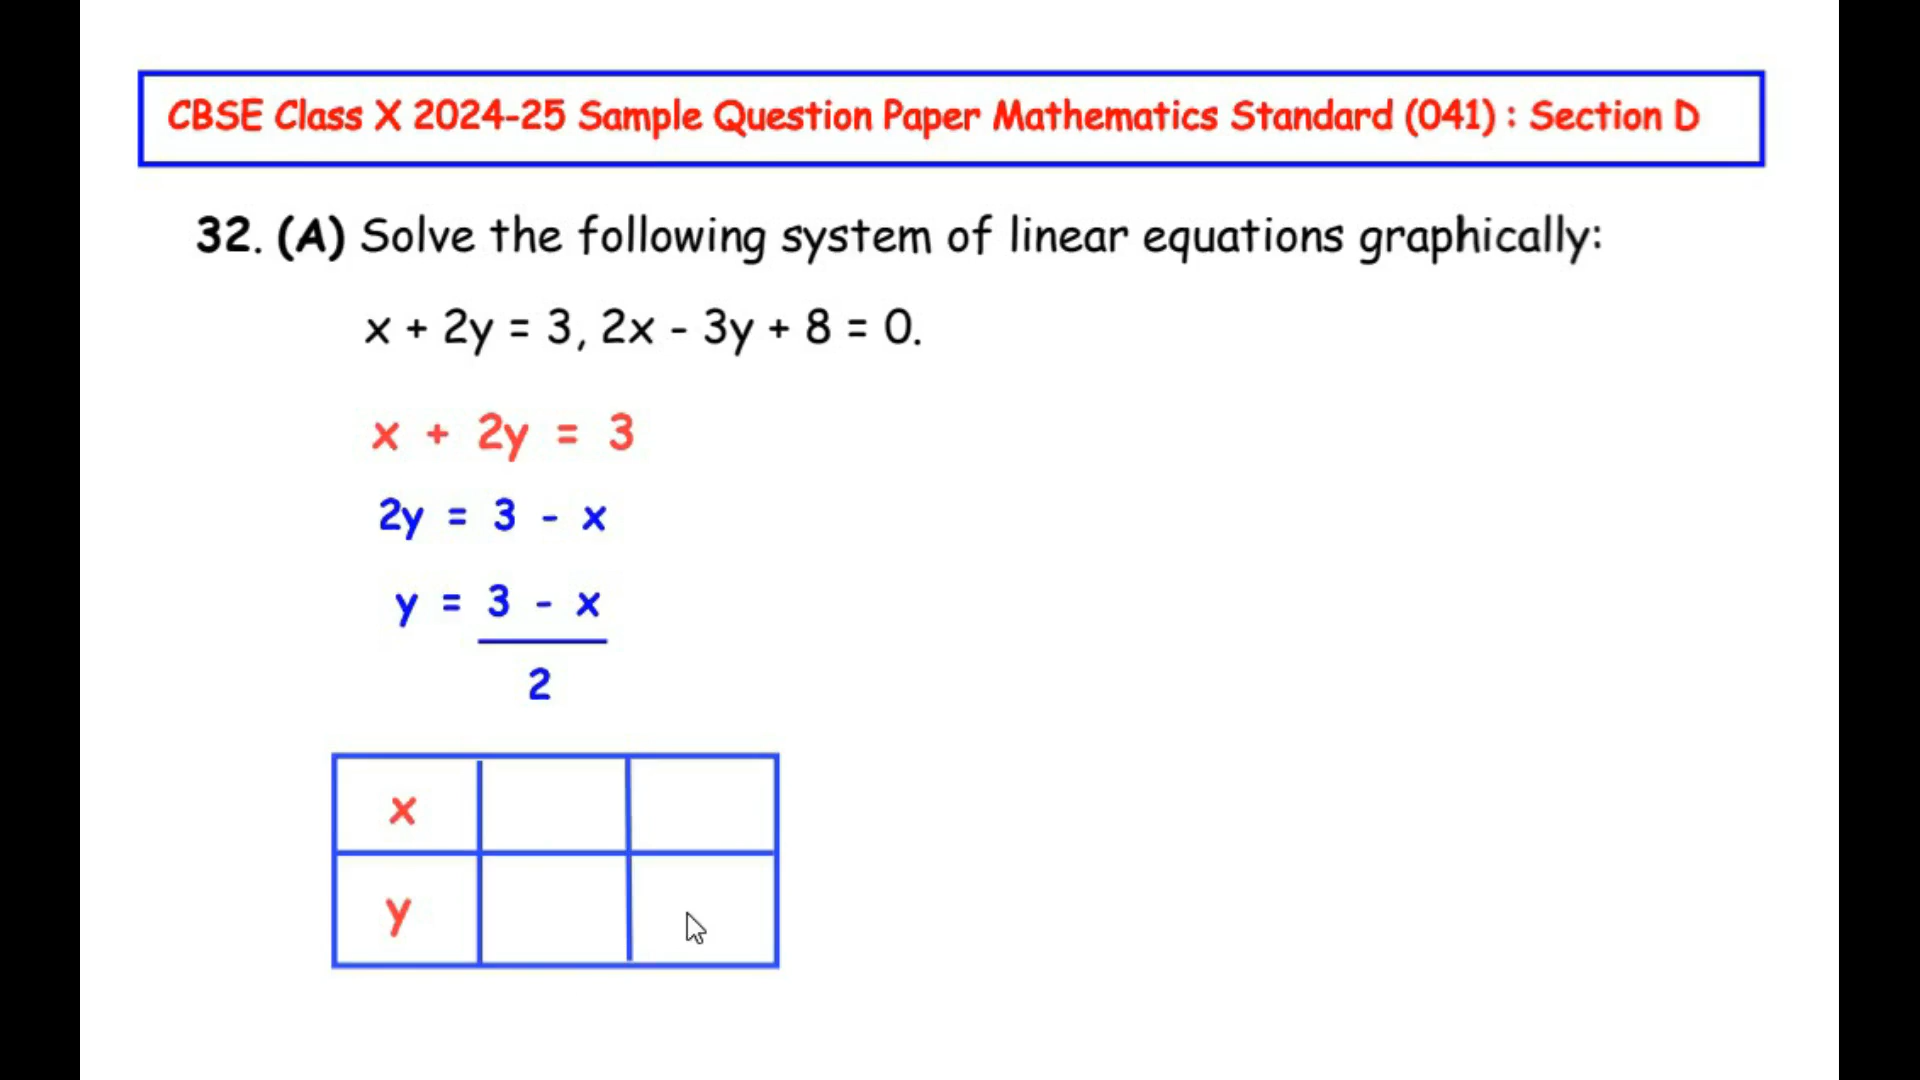 CBSE Class X 2024-25 Sample Question Paper Mathematics Standard (041) : Section D
32. (A) Solve the following system of linear equations graphically:
x + 2y = 3, 2x - 3y + 8 = 0.
x + 2y = 3
2y = 3 - x
y = 3 - x
2
x
y